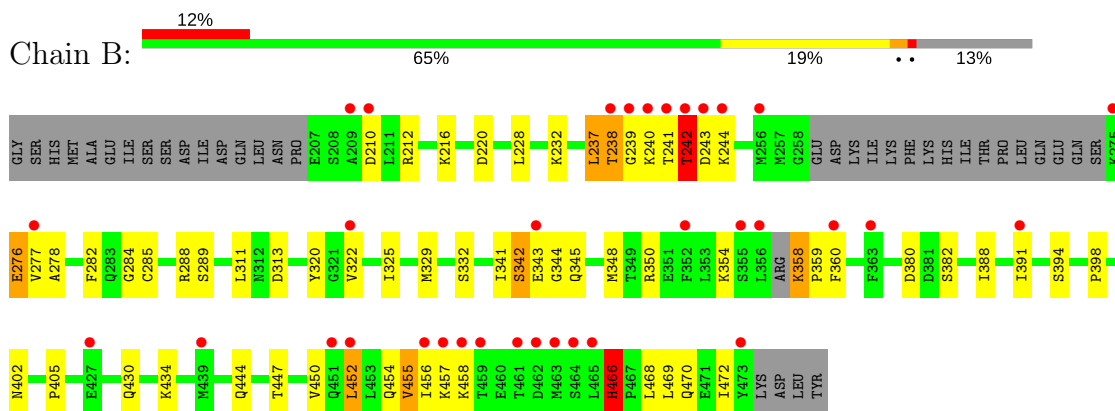 12%
Chain B:
65% 19% • • 13%
GLY SER HIS MET ALA GLU ILE SER SER ASP ILE ASP GLN LEU ASN PRO E207 S208 A209 D210 L211 R212 K216 D220 L228 K232 L237 T238 G239 K240 T241 T242 D243 K244 M256 M257 G258 GLU ASP LYS ILE LYS PHE LYS HIS ILE THR PRO LEU GLN GLU GLN SER K275
E276 V277 A278 F282 Q283 G284 C285 R288 S289 L311 N312 D313 Y320 G321 V322 I325 M329 S332 I341 S342 E343 G344 Q345 M348 T349 R350 E351 F352 L353 K354 S355 L356 ARG K358 P359 F360 F363 D380 D381 S382 I388 I391 S394 P398
N402 P405 E427 Q430 K434 M439 Q444 T447 V450 Q451 L452 L453 Q454 V455 I456 K457 K458 T459 E460 T461 D462 M463 S464 L465 H466 P467 L468 L469 Q470 E471 I472 Y473 LYS ASP LEU TYR